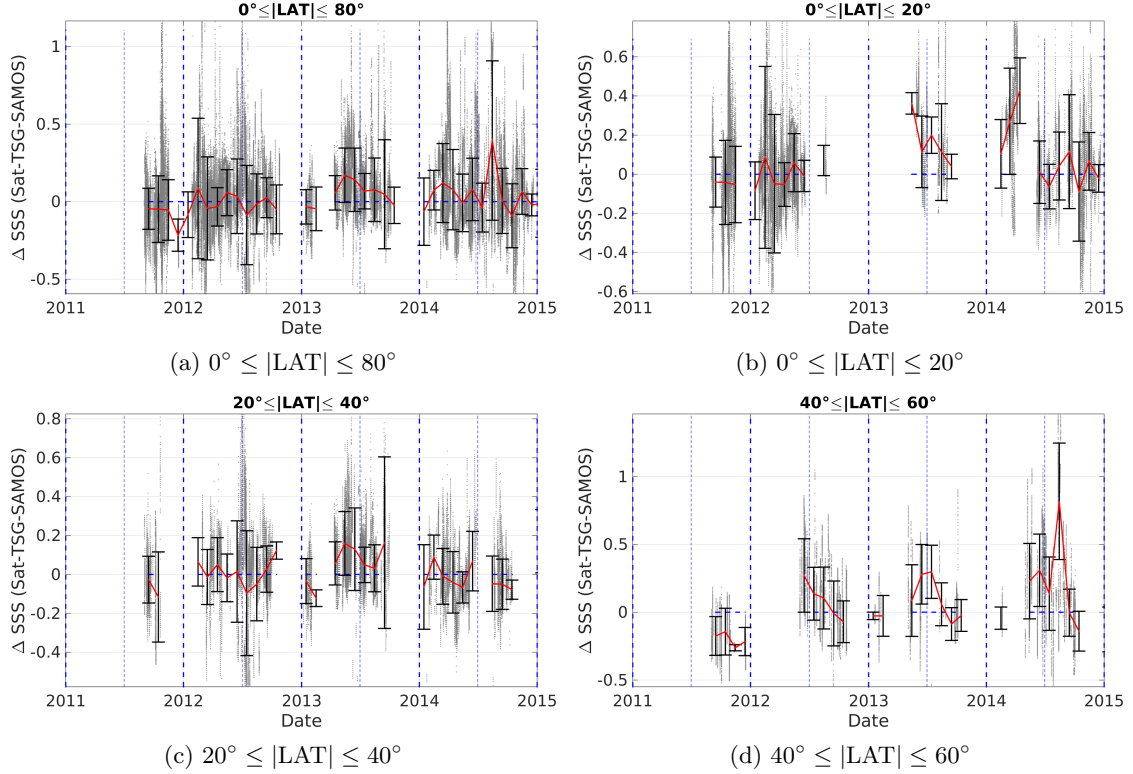 0°≤|LAT|≤ 80°
Δ SSS (Sat-TSG-SAMOS)
1
0.5
0
-0.5
2011 2012 2013 2014 2015
Date
(a) 0° ≤ |LAT| ≤ 80°
0°≤|LAT|≤ 20°
Δ SSS (Sat-TSG-SAMOS)
0.6
0.4
0.2
0
-0.2
-0.4
-0.6
2011 2012 2013 2014 2015
Date
(b) 0° ≤ |LAT| ≤ 20°
20°≤|LAT|≤ 40°
Δ SSS (Sat-TSG-SAMOS)
0.8
0.6
0.4
0.2
0
-0.2
-0.4
2011 2012 2013 2014 2015
Date
(c) 20° ≤ |LAT| ≤ 40°
40°≤|LAT|≤ 60°
Δ SSS (Sat-TSG-SAMOS)
1
0.5
0
-0.5
2011 2012 2013 2014 2015
Date
(d) 40° ≤ |LAT| ≤ 60°